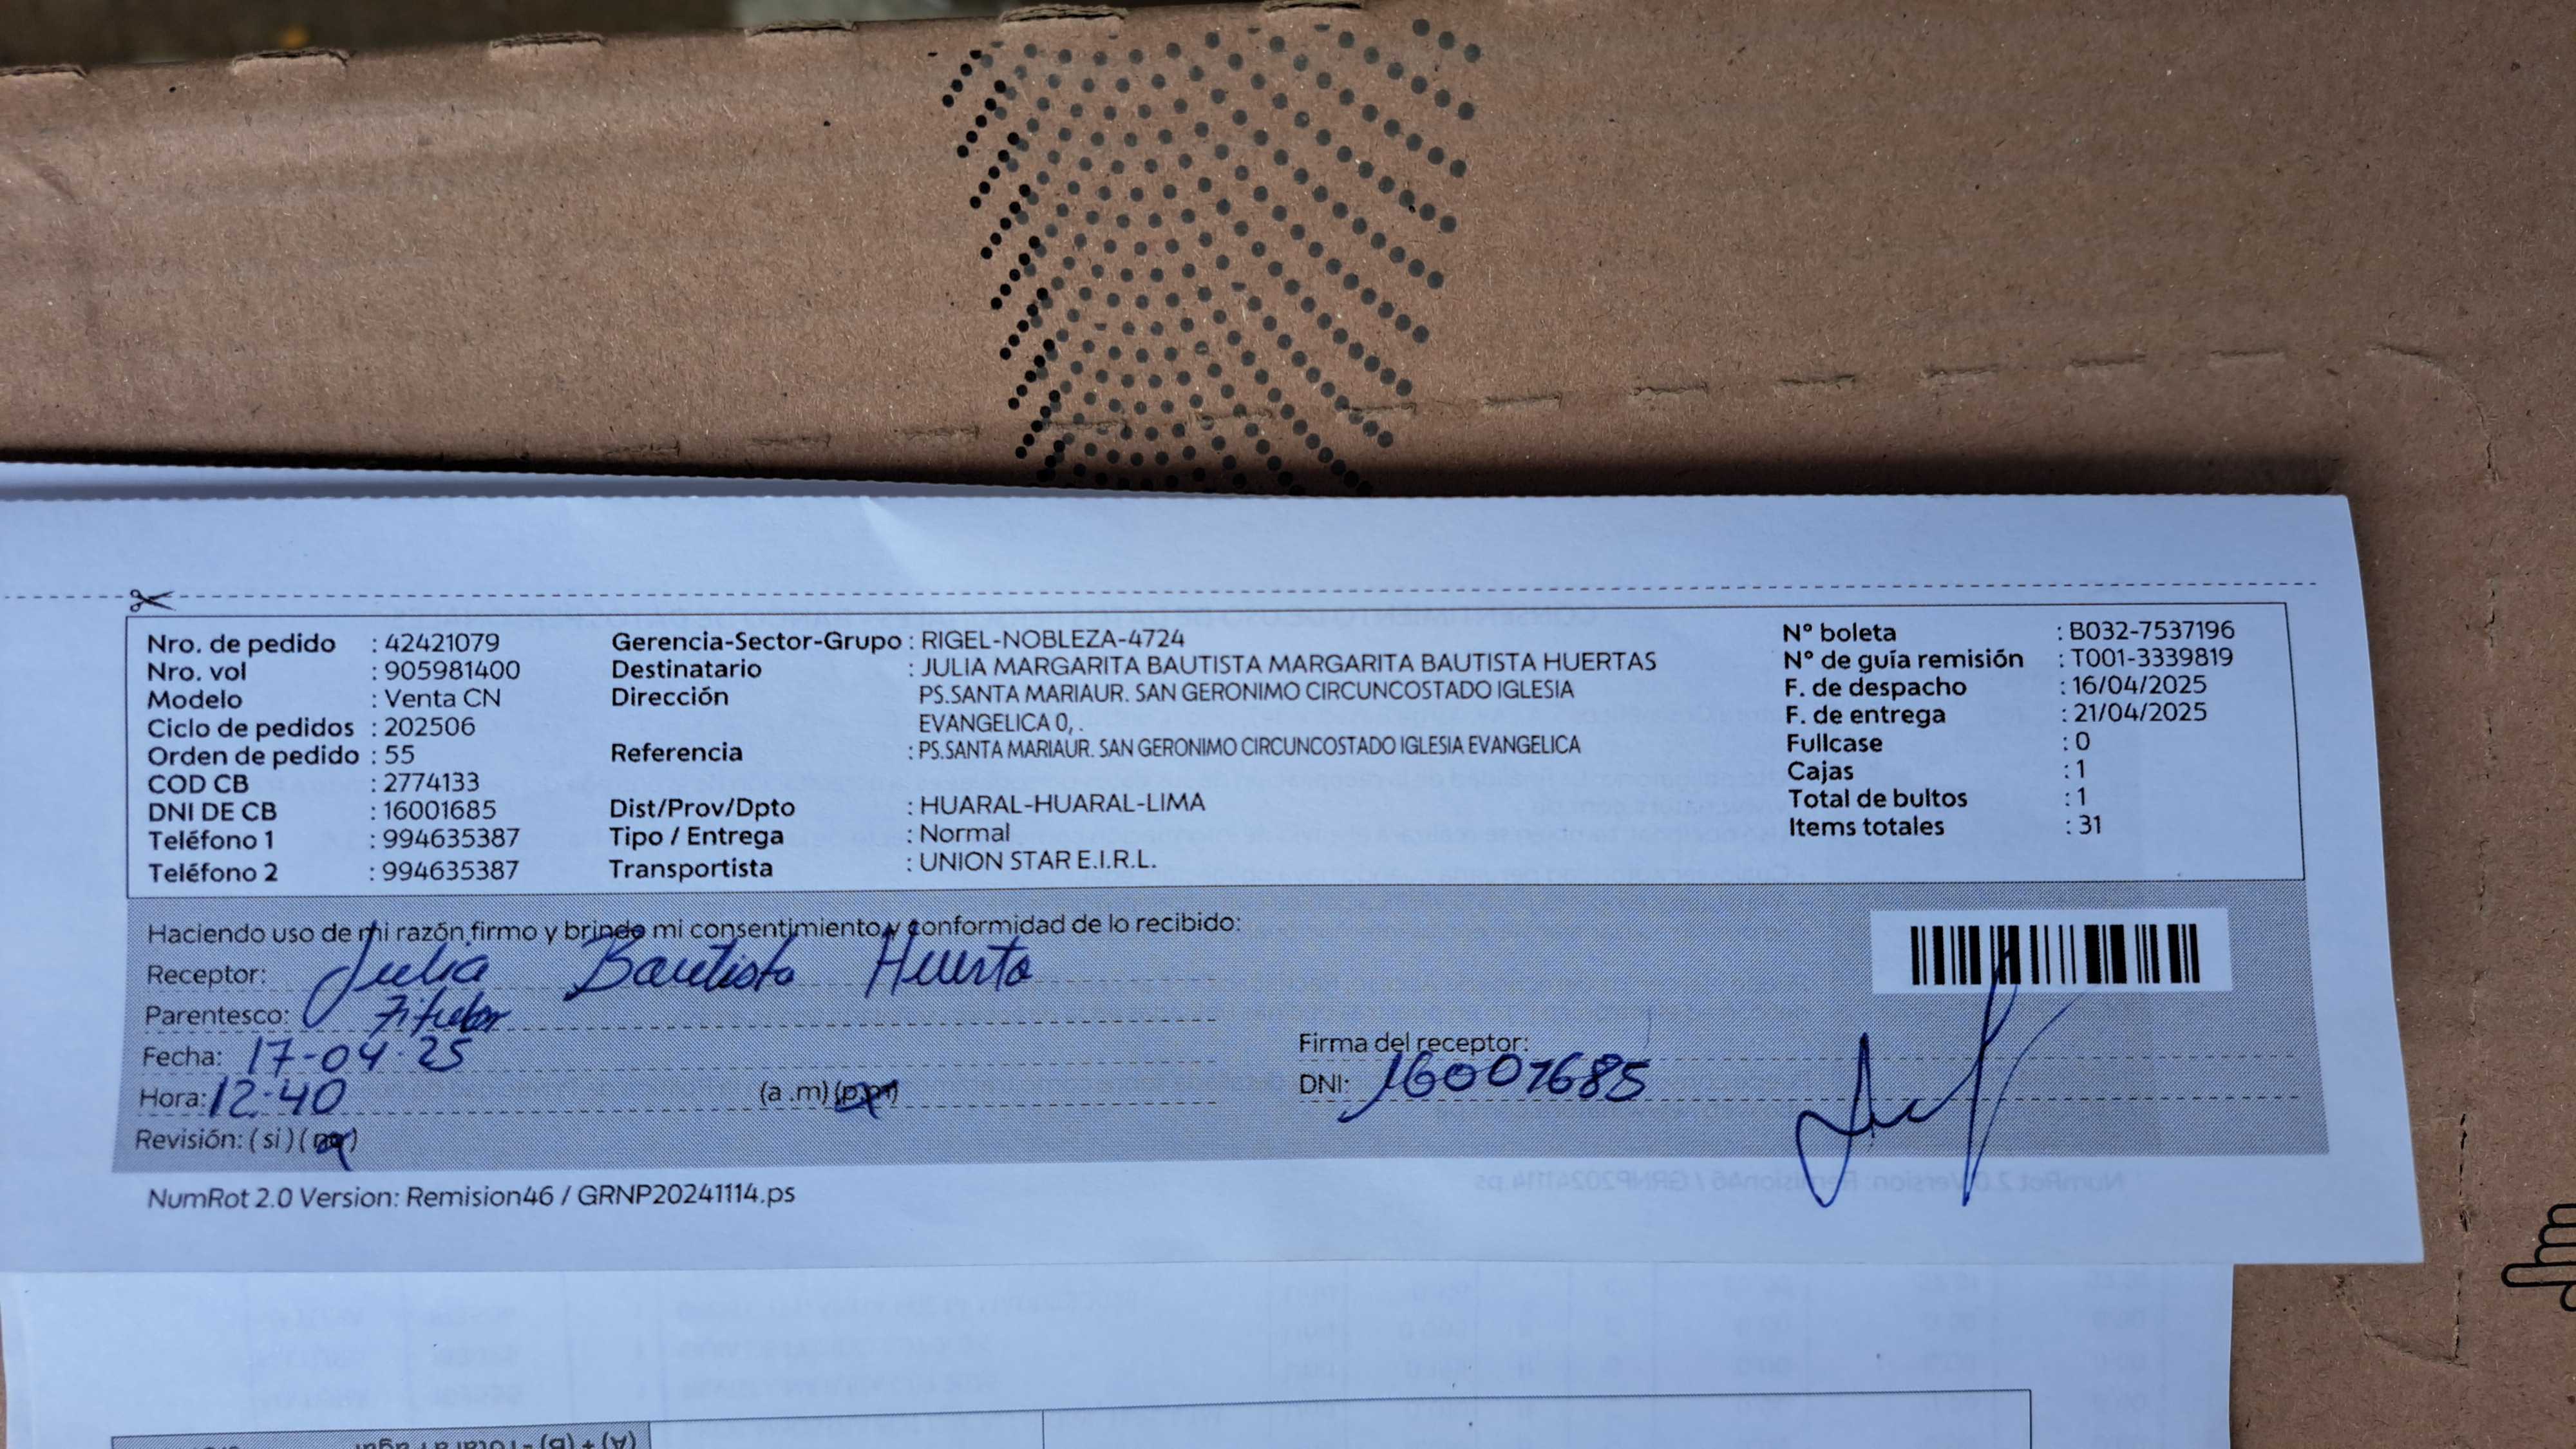 Nro. de pedido : 42421079
Nro. vol : 905981400
Modelo : Venta CN
Ciclo de pedidos : 202506
Orden de pedido : 55
COD CB : 2774133
DNI DE CB : 16001685
Teléfono 1 : 994635387
Teléfono 2 : 994635387
Gerencia-Sector-Grupo : RIGEL-NOBLEZA-4724
Destinatario : JULIA MARGARITA BAUTISTA MARGARITA BAUTISTA HUERTAS
Dirección PS.SANTA MARIAUR. SAN GERONIMO CIRCUNCOSTADO IGLESIA
EVANGELICA 0, .
Referencia : PS.SANTA MARIAUR. SAN GERONIMO CIRCUNCOSTADO IGLESIA EVANGELICA
Dist/Prov/Dpto : HUARAL-HUARAL-LIMA
Tipo / Entrega : Normal
Transportista : UNION STAR E.I.R.L.
N° boleta : B032-7537196
N° de guía remisión : T001-3339819
F. de despacho : 16/04/2025
F. de entrega : 21/04/2025
Fullcase : 0
Cajas : 1
Total de bultos : 1
Items totales : 31
Haciendo uso de mi razón firmo y brindo mi consentimiento y conformidad de lo recibido:
Receptor: Julia Bautista Huerta
Parentesco:
Fecha: 17-04-25
Hora: 12:40 (a .m) (p.m)
Revisión: ( si ) ( no )
Firma del receptor:
DNI: 16001685
NumRot 2.0 Version: Remision46 / GRNP20241114.ps